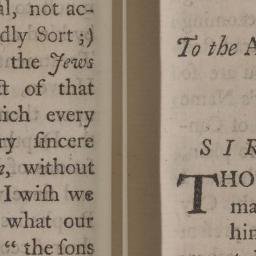 al, not ac-
dly Sort;)
the Jews
ct of that
hich every
ry ſincere
, without
I wiſh we
what our
“ the ſons
To the A
SIR
THO
ma
him